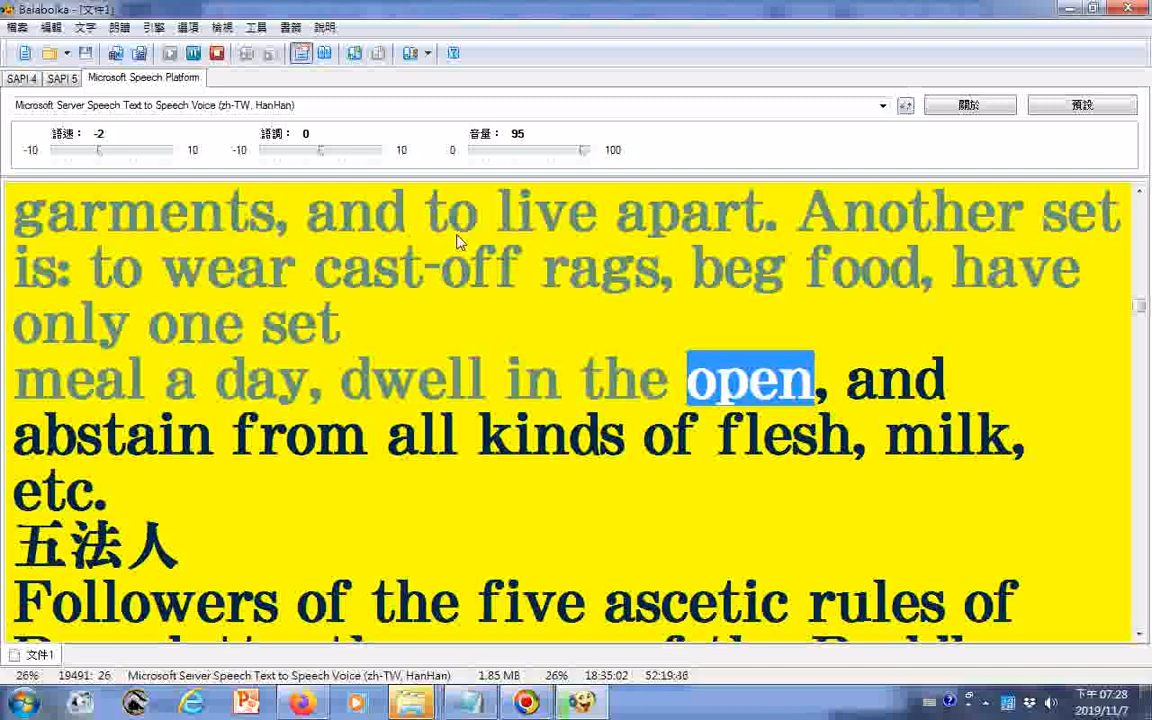 Balabolka - [文件1]
檔案 編輯 文字 朗讀 引擎 選項 檢視 工具 書籤 說明
SAPI 4 SAPI 5 Microsoft Speech Platform
Microsoft Server Speech Text to Speech Voice (zh-TW, HanHan) 關於 預設
語速： -2 語調： 0 音量： 95
-10 10 -10 10 0 100
garments, and to live apart. Another set
is: to wear cast-off rags, beg food, have
only one set
meal a day, dwell in the open, and
abstain from all kinds of flesh, milk,
etc.
五法人
Followers of the five ascetic rules of
文件1
26% 19491: 26 Microsoft Server Speech Text to Speech Voice (zh-TW, HanHan) 1.85 MB 26% 18:35:02 52:19:36
下午 07:28
2019/11/7